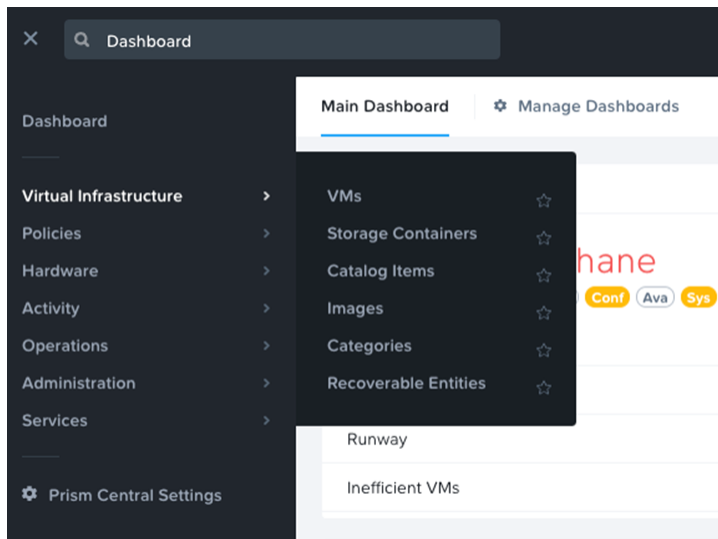 Dashboard
Dashboard
Virtual Infrastructure
Policies
Hardware
Activity
Operations
Administration
Services
Prism Central Settings
Main Dashboard
Manage Dashboards
VMs
Storage Containers
Catalog Items
Images
Categories
Recoverable Entities
hane
Conf Ava Sys
Runway
Inefficient VMs